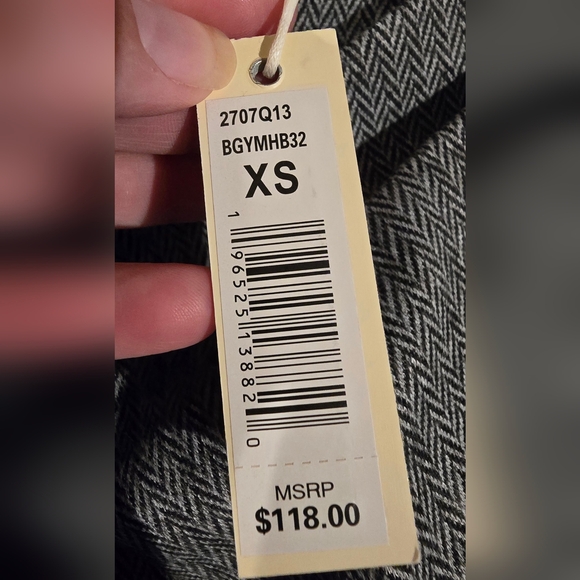 2707Q13
BGYMHB32
XS
1 96525 13882 0
MSRP
$118.00